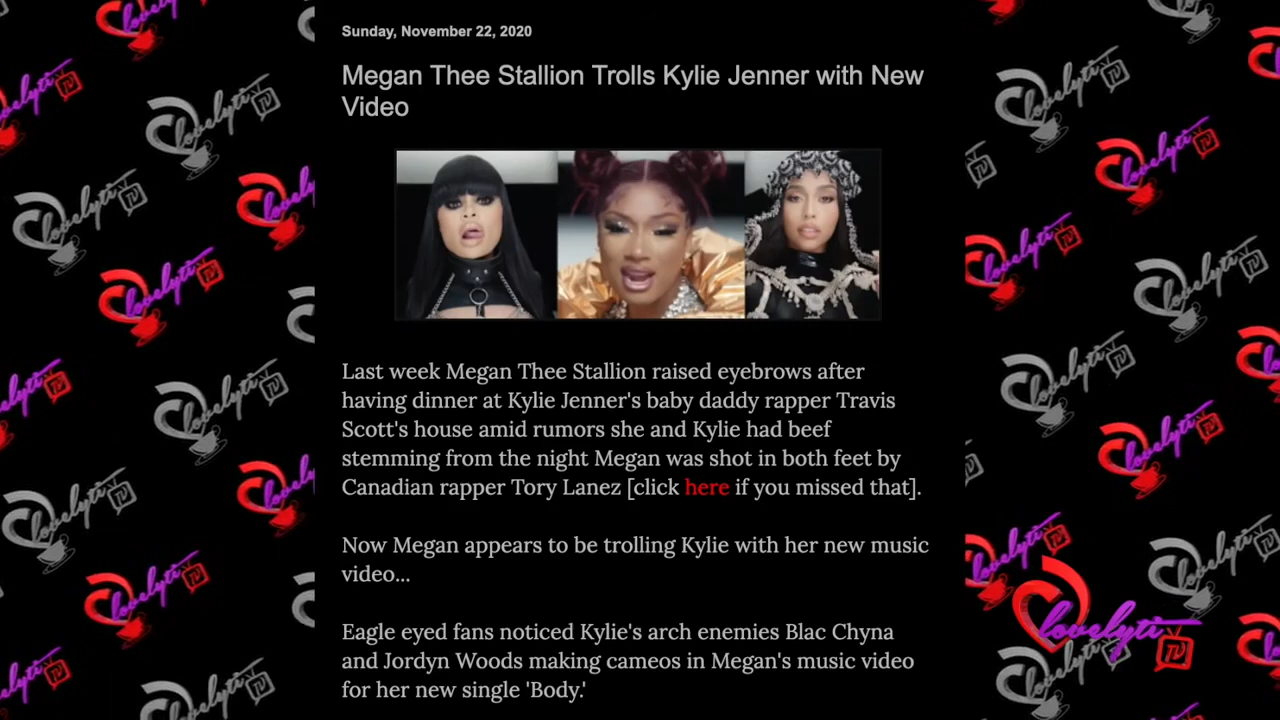 Sunday, November 22, 2020
Megan Thee Stallion Trolls Kylie Jenner with New
Video
Last week Megan Thee Stallion raised eyebrows after
having dinner at Kylie Jenner's baby daddy rapper Travis
Scott's house amid rumors she and Kylie had beef
stemming from the night Megan was shot in both feet by
Canadian rapper Tory Lanez [click here if you missed that].
Now Megan appears to be trolling Kylie with her new music
video...
Eagle eyed fans noticed Kylie's arch enemies Blac Chyna
and Jordyn Woods making cameos in Megan's music video
for her new single 'Body.'
lovelyti TV